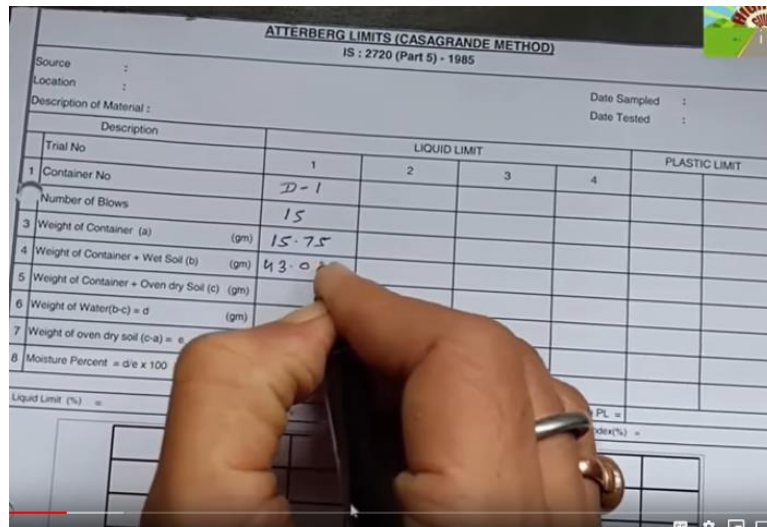 ATTERBERG LIMITS (CASAGRANDE METHOD)
IS : 2720 (Part 5) - 1985
Source :
Location :
Description of Material :
Date Sampled :
Date Tested :
Description
LIQUID LIMIT
PLASTIC LIMIT
Trial No
1 2 3 4
1 Container No D-1
Number of Blows 15
3 Weight of Container (a) (gm) 15.75
4 Weight of Container + Wet Soil (b) (gm) 43.0
5 Weight of Container + Oven dry Soil (c) (gm)
6 Weight of Water(b-c) = d (gm)
7 Weight of oven dry soil (c-a) = e
8 Moisture Percent = d/e x 100
Liquid Limit (%) =
PL =
(%) =